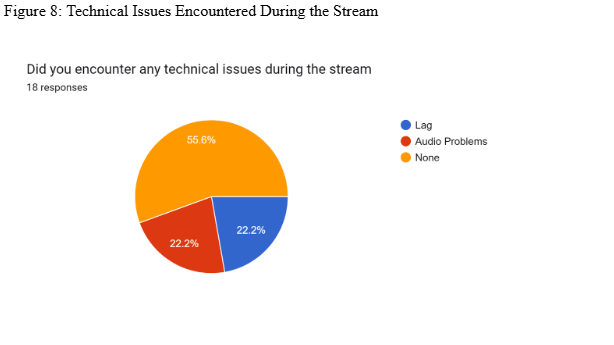 Figure 8: Technical Issues Encountered During the Stream
Did you encounter any technical issues during the stream
18 responses
55.6%
22.2%
22.2%
Lag
Audio Problems
None